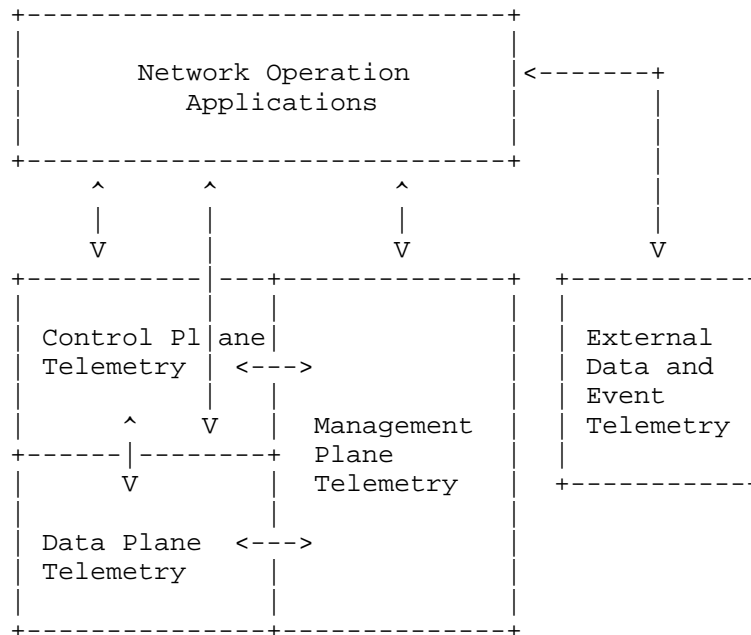 Network Operation
Applications
Control Plane
Telemetry <--->
External
Data and
Event
Telemetry
Management
Plane
Telemetry
Data Plane <--->
Telemetry